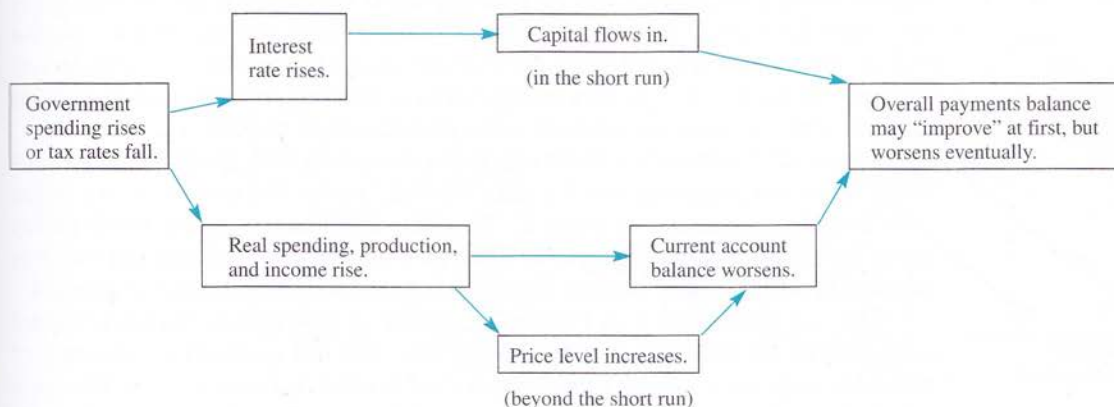 Interest
rate rises.
Capital flows in.
(in the short run)
Government
spending rises
or tax rates fall.
Overall payments balance
may “improve” at first, but
worsens eventually.
Real spending, production,
and income rise.
Current account
balance worsens.
Price level increases.
(beyond the short run)